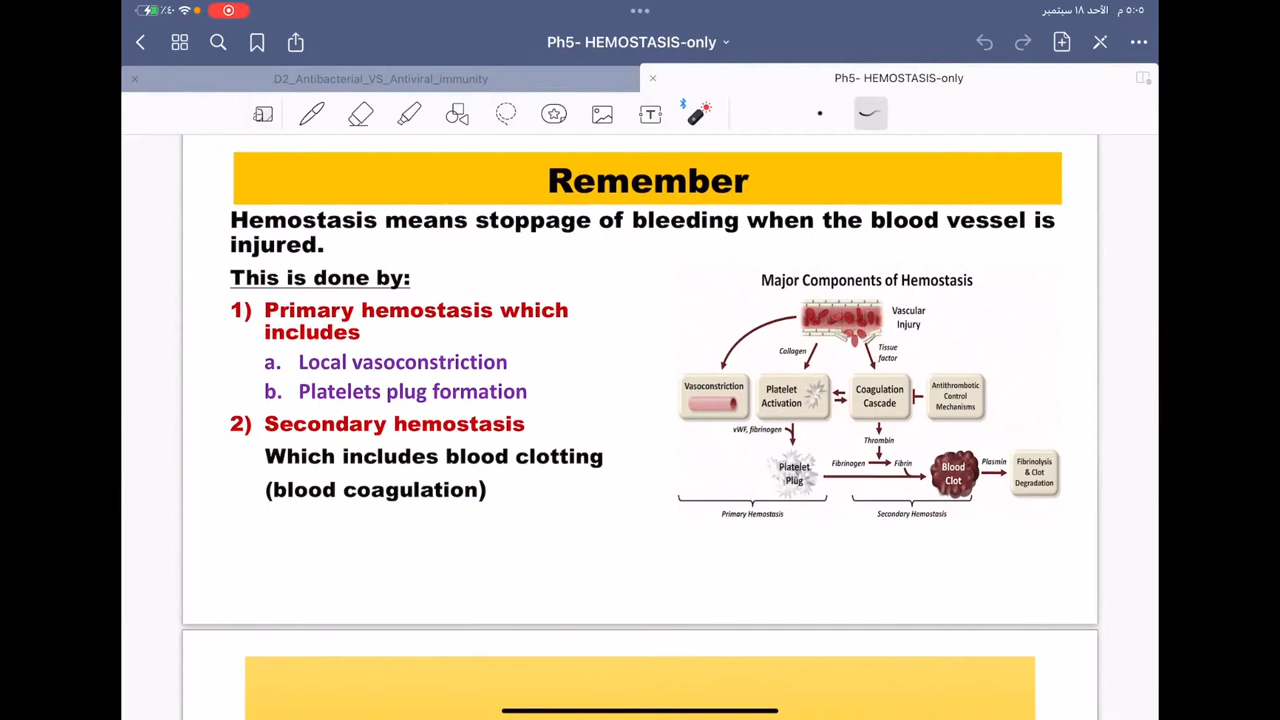 ٪٤٠
٥:٠٥ م الأحد ١٨ سبتمبر
Ph5- HEMOSTASIS-only
D2_Antibacterial_VS_Antiviral_immunity
Ph5- HEMOSTASIS-only
T
Remember
Hemostasis means stoppage of bleeding when the blood vessel is
injured.
This is done by:
1) Primary hemostasis which
includes
a. Local vasoconstriction
b. Platelets plug formation
2) Secondary hemostasis
Which includes blood clotting
(blood coagulation)
Major Components of Hemostasis
Vascular
Injury
Collagen
Tissue
factor
Vasoconstriction
Platelet
Activation
Coagulation
Cascade
Antithrombotic
Control
Mechanisms
vWF, fibrinogen
Thrombin
Platelet
Plug
Fibrinogen
Fibrin
Blood
Clot
Plasmin
Fibrinolysis
& Clot
Degradation
Primary Hemostasis
Secondary Hemostasis